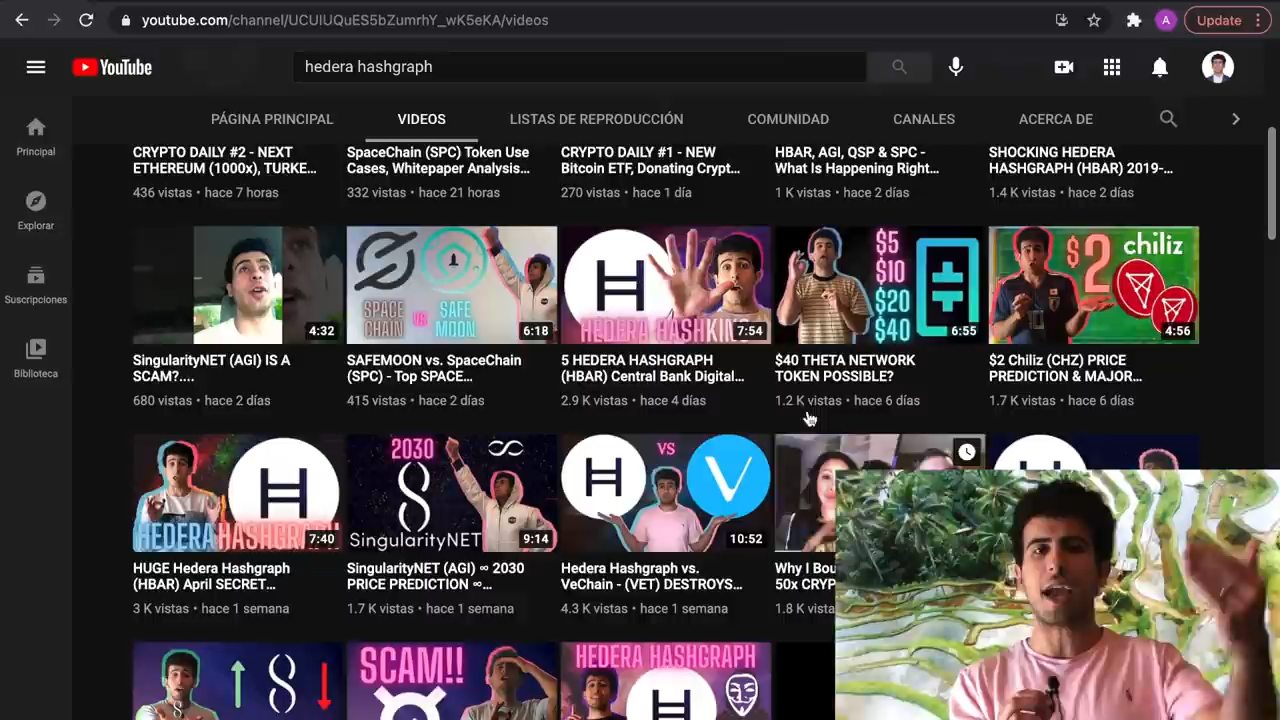 youtube.com/channel/UCUIUQuES5bZumrhY_wK5eKA/videos
A
Update
YouTube
hedera hashgraph
PÁGINA PRINCIPAL
VIDEOS
LISTAS DE REPRODUCCIÓN
COMUNIDAD
CANALES
ACERCA DE
Principal
Explorar
Suscripciones
Biblioteca
CRYPTO DAILY #2 - NEXT
ETHEREUM (1000x), TURKE...
436 vistas • hace 7 horas
SpaceChain (SPC) Token Use
Cases, Whitepaper Analysis...
332 vistas • hace 21 horas
CRYPTO DAILY #1 - NEW
Bitcoin ETF, Donating Crypt...
270 vistas • hace 1 día
HBAR, AGI, QSP & SPC -
What Is Happening Right...
1 K vistas • hace 2 días
SHOCKING HEDERA
HASHGRAPH (HBAR) 2019-...
1.4 K vistas • hace 2 días
4:32
SingularityNET (AGI) IS A
SCAM?....
680 vistas • hace 2 días
SPACE
CHAIN
VS
SAFE
MOON
6:18
SAFEMOON vs. SpaceChain
(SPC) - Top SPACE...
415 vistas • hace 2 días
H
HEDERA HASHKING
7:54
5 HEDERA HASHGRAPH
(HBAR) Central Bank Digital...
2.9 K vistas • hace 4 días
$5
$10
$20
$40
6:55
$40 THETA NETWORK
TOKEN POSSIBLE?
1.2 K vistas • hace 6 días
$2
chiliz
4:56
$2 Chiliz (CHZ) PRICE
PREDICTION & MAJOR...
1.7 K vistas • hace 6 días
H
HEDERA HASHGRAPH
7:40
HUGE Hedera Hashgraph
(HBAR) April SECRET...
3 K vistas • hace 1 semana
2030
SingularityNET
9:14
SingularityNET (AGI) ∞ 2030
PRICE PREDICTION ∞...
1.7 K vistas • hace 1 semana
H
VS
V
10:52
Hedera Hashgraph vs.
VeChain - (VET) DESTROYS...
4.3 K vistas • hace 1 semana
Why I Bou
50x CRYP
1.8 K vistas
SCAM!!
HEDERA HASHGRAPH